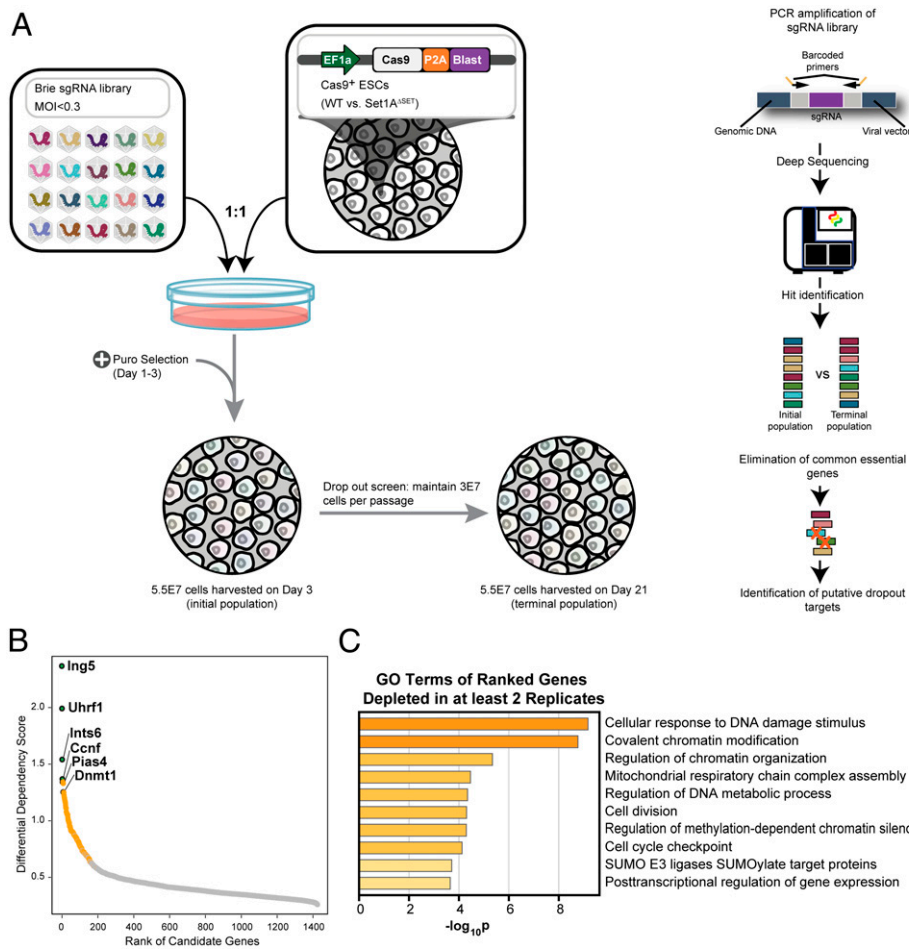 A
Brie sgRNA library
MOI<0.3
EF1a
Cas9
P2A
Blast
Cas9+ ESCs
(WT vs. Set1AΔSET)
1:1
Puro Selection
(Day 1-3)
Drop out screen: maintain 3E7
cells per passage
5.5E7 cells harvested on Day 3
(initial population)
5.5E7 cells harvested on Day 21
(terminal population)
PCR amplification of
sgRNA library
Barcoded
primers
sgRNA
Genomic DNA
Viral vector
Deep Sequencing
Hit identification
VS
Initial
population
Terminal
population
Elimination of common essential
genes
Identification of putative dropout
targets
B
Differential Dependency Score
2.0
1.5
1.0
0.5
Ing5
Uhrf1
Ints6
Ccnf
Pias4
Dnmt1
0 200 400 600 800 1000 1200 1400
Rank of Candidate Genes
C
GO Terms of Ranked Genes
Depleted in at least 2 Replicates
Cellular response to DNA damage stimulus
Covalent chromatin modification
Regulation of chromatin organization
Mitochondrial respiratory chain complex assembly
Regulation of DNA metabolic process
Cell division
Regulation of methylation-dependent chromatin silenc
Cell cycle checkpoint
SUMO E3 ligases SUMOylate target proteins
Posttranscriptional regulation of gene expression
0 2 4 6 8
-log10p